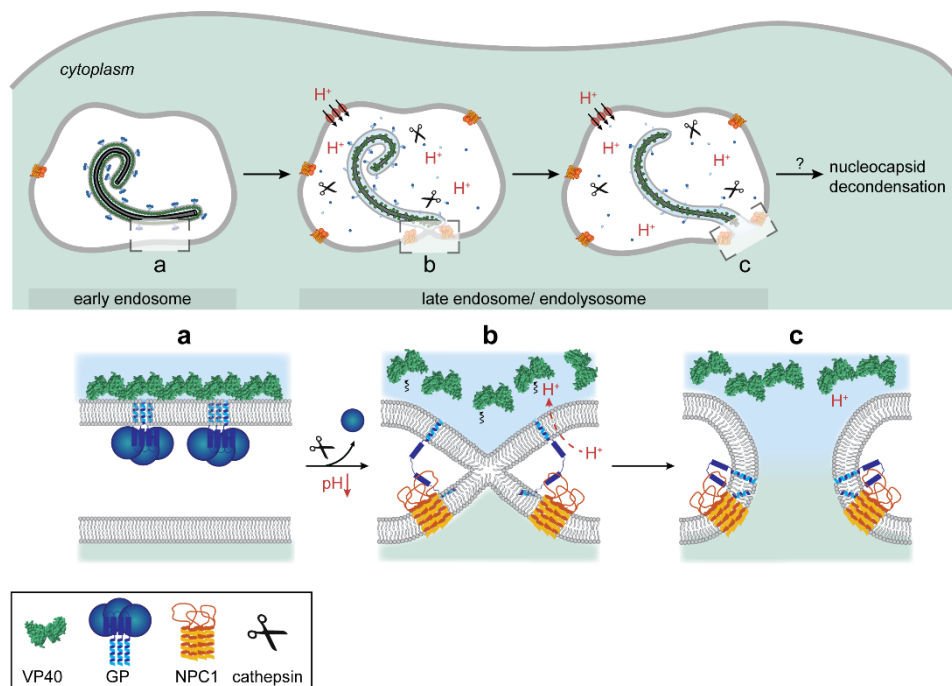 cytoplasm
H⁺
H⁺
H⁺
H⁺
H⁺
H⁺
H⁺
H⁺
H⁺
?
nucleocapsid
decondensation
a
b
c
early endosome
late endosome/ endolysosome
a
b
c
pH↓
H⁺
H⁺
H⁺
VP40
GP
NPC1
cathepsin